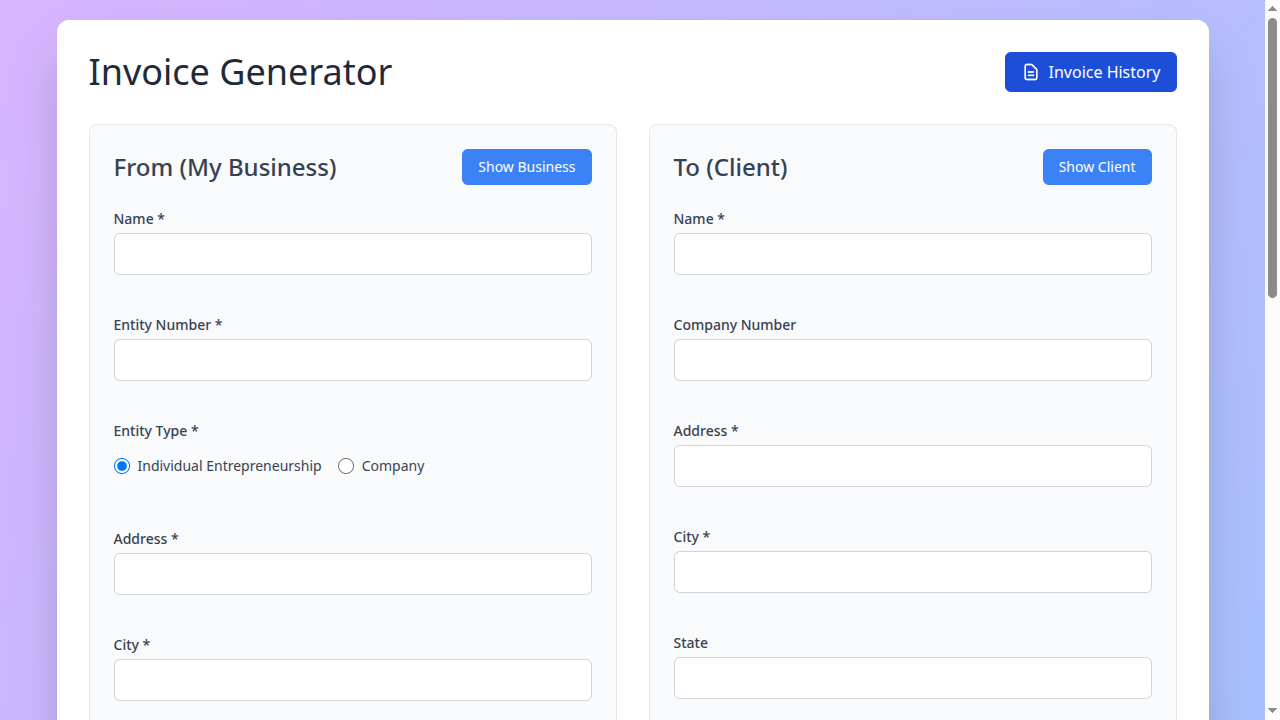 Invoice Generator
Invoice History
From (My Business)
Show Business
Name *
Entity Number *
Entity Type *
Individual Entrepreneurship
Company
Address *
City *
To (Client)
Show Client
Name *
Company Number
Address *
City *
State